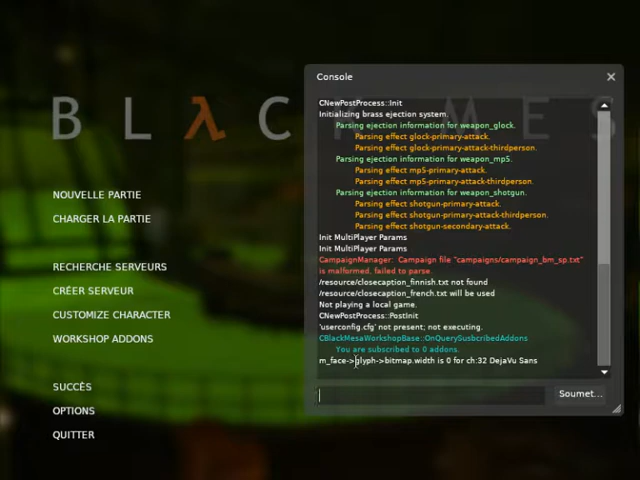 BLλCK MES
NOUVELLE PARTIE
CHARGER LA PARTIE
RECHERCHE SERVEURS
CRÉER SERVEUR
CUSTOMIZE CHARACTER
WORKSHOP ADDONS
SUCCÈS
OPTIONS
QUITTER
Console
CNewPostProcess::Init
Initializing brass ejection system.
Parsing ejection information for weapon_glock.
Parsing effect glock-primary-attack.
Parsing effect glock-primary-attack-thirdperson.
Parsing ejection information for weapon_mp5.
Parsing effect mp5-primary-attack.
Parsing effect mp5-primary-attack-thirdperson.
Parsing ejection information for weapon_shotgun.
Parsing effect shotgun-primary-attack.
Parsing effect shotgun-primary-attack-thirdperson.
Parsing effect shotgun-secondary-attack.
Init MultiPlayer Params
Init MultiPlayer Params
CampaignManager: Campaign file "campaigns/campaign_bm_sp.txt"
is malformed, failed to parse.
/resource/closecaption_finnish.txt not found
/resource/closecaption_french.txt will be used
Not playing a local game.
CNewPostProcess::PostInit
'userconfig.cfg' not present; not executing.
CBlackMesaWorkshopBase::OnQuerySusbcribedAddons
You are subscribed to 0 addons.
m_face->glyph->bitmap.width is 0 for ch:32 DejaVu Sans
Soumet...